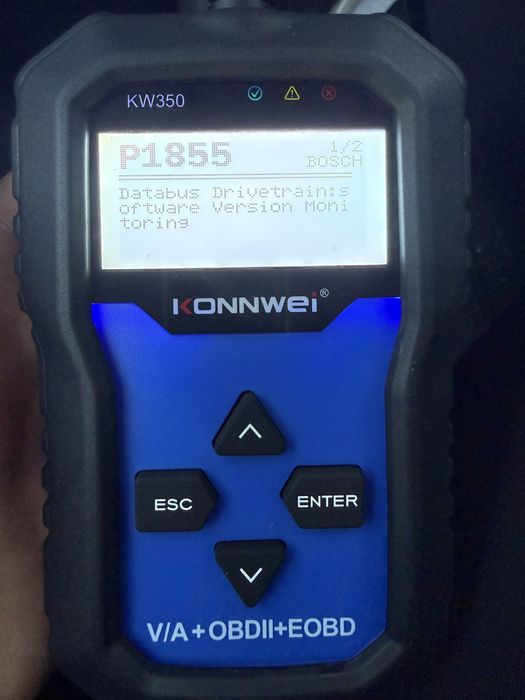 KW350
P1855 1/2
BOSCH
Databus Drivetrain:s
oftware Version Moni
toring
KONNWEI®
ESC
ENTER
V/A+OBDII+EOBD